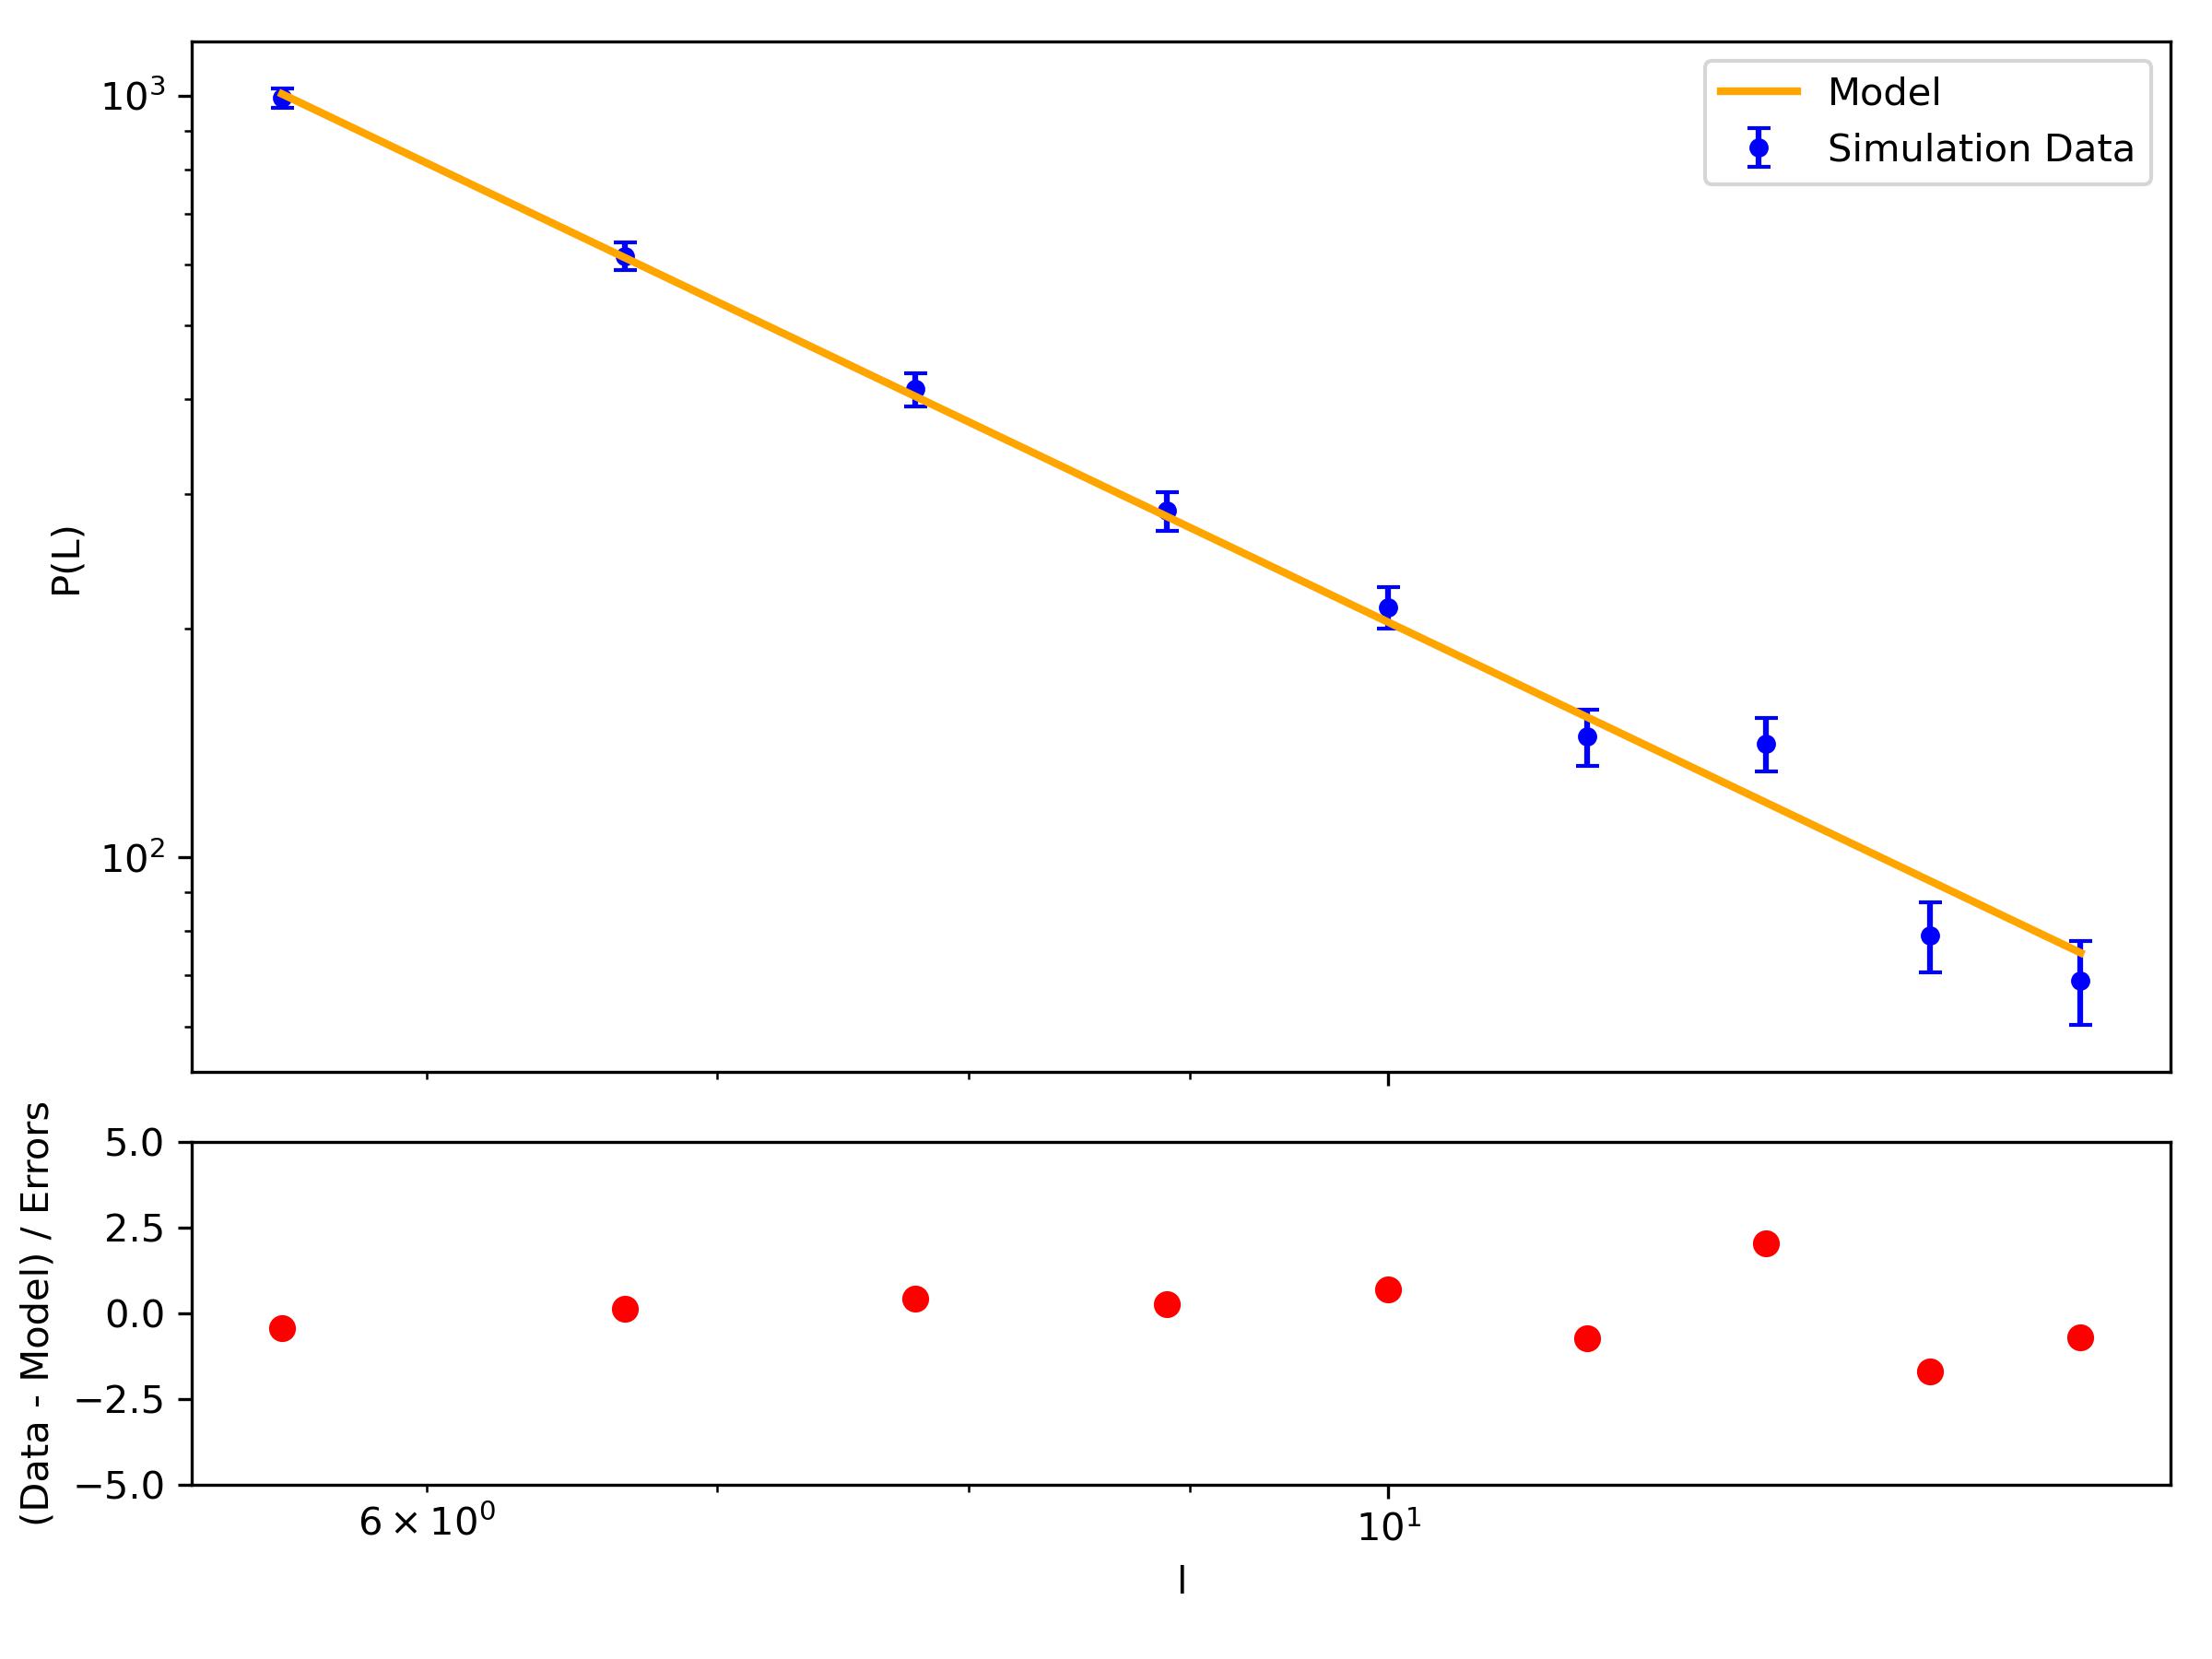 Model
Simulation Data
10³
10²
P(L)
5.0
2.5
0.0
−2.5
−5.0
(Data - Model) / Errors
6 × 10⁰
10¹
l